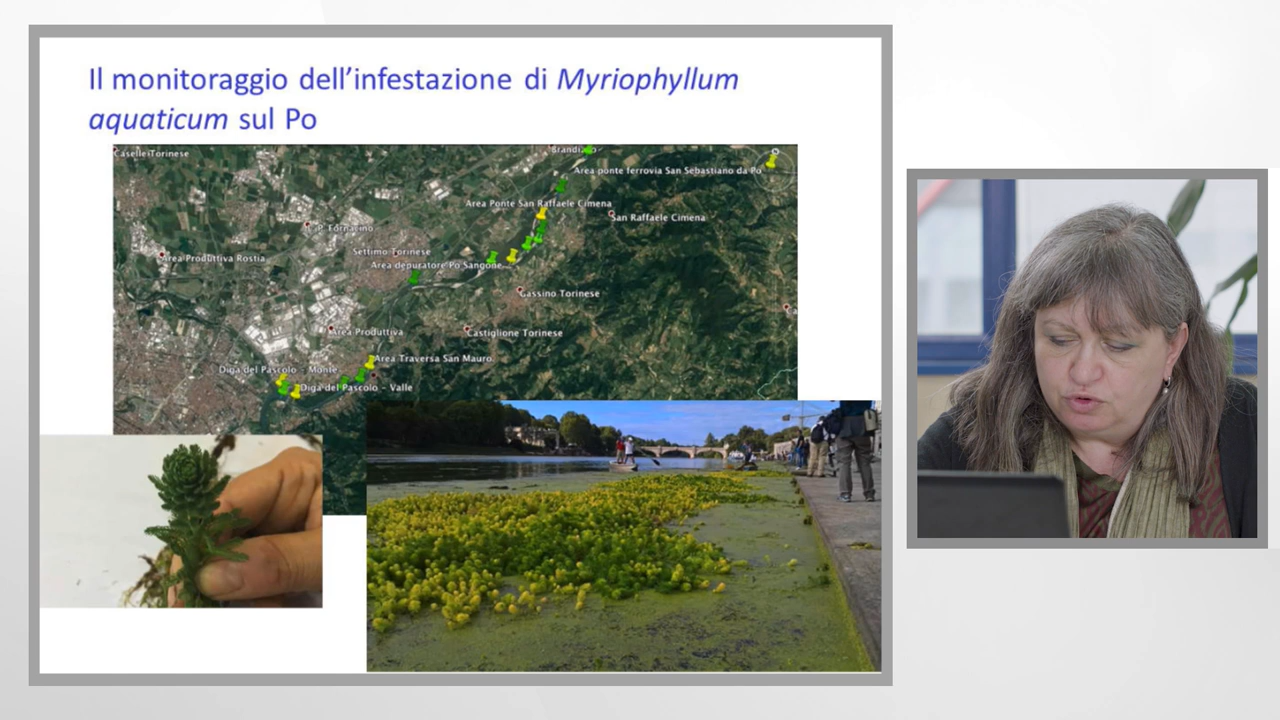 Il monitoraggio dell'infestazione di Myriophyllum
aquaticum sul Po
Caselle Torinese
Area ponte ferrovia San Sebastiano da Po
Area Ponte San Raffaele Cimena
San Raffaele Cimena
Settimo Torinese
Area Produttiva Rostia
Area depuratore Po Sangone
Gassino Torinese
Area Produttiva
Castiglione Torinese
Area Traversa San Mauro
Diga del Pascolo - Monte
Diga del Pascolo - Valle